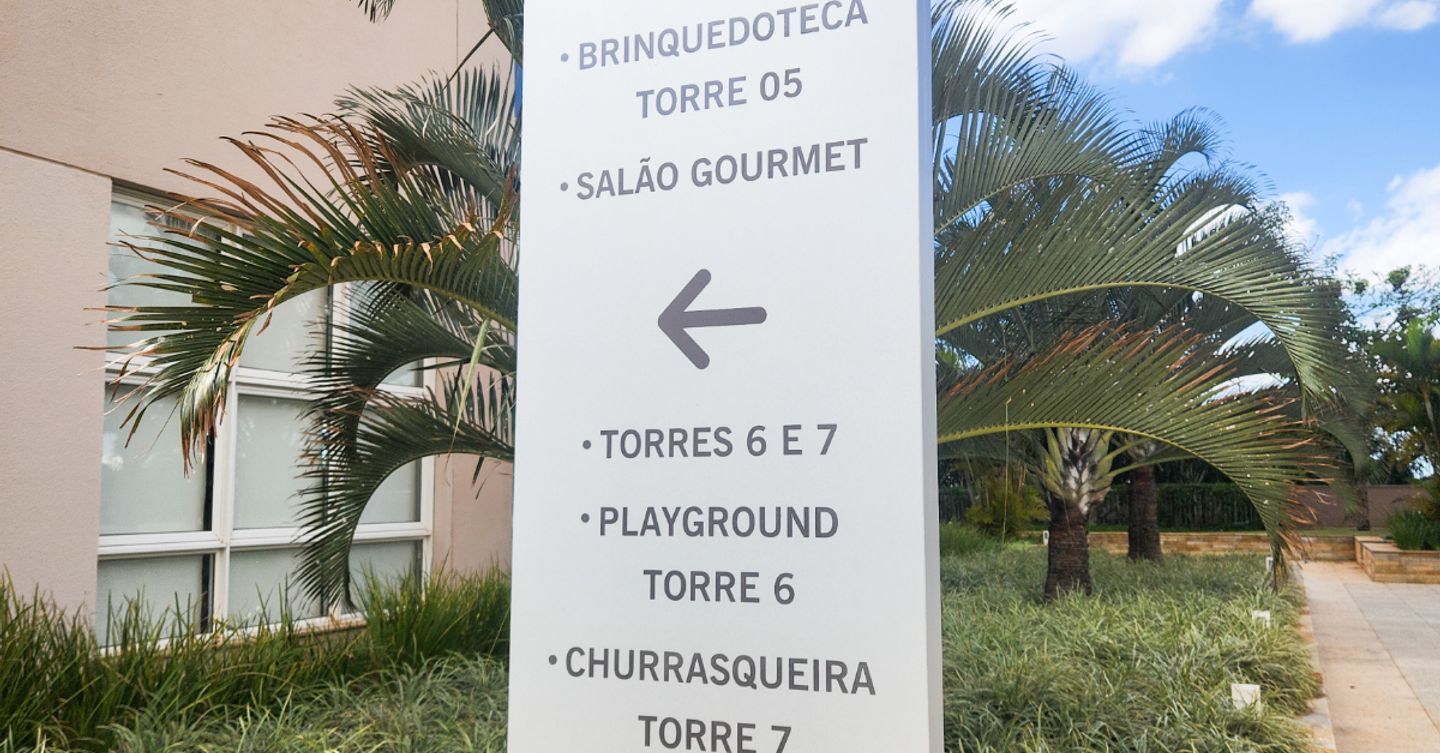 • BRINQUEDOTECA
TORRE 05
• SALÃO GOURMET
←
• TORRES 6 E 7
• PLAYGROUND
TORRE 6
• CHURRASQUEIRA
TORRE 7